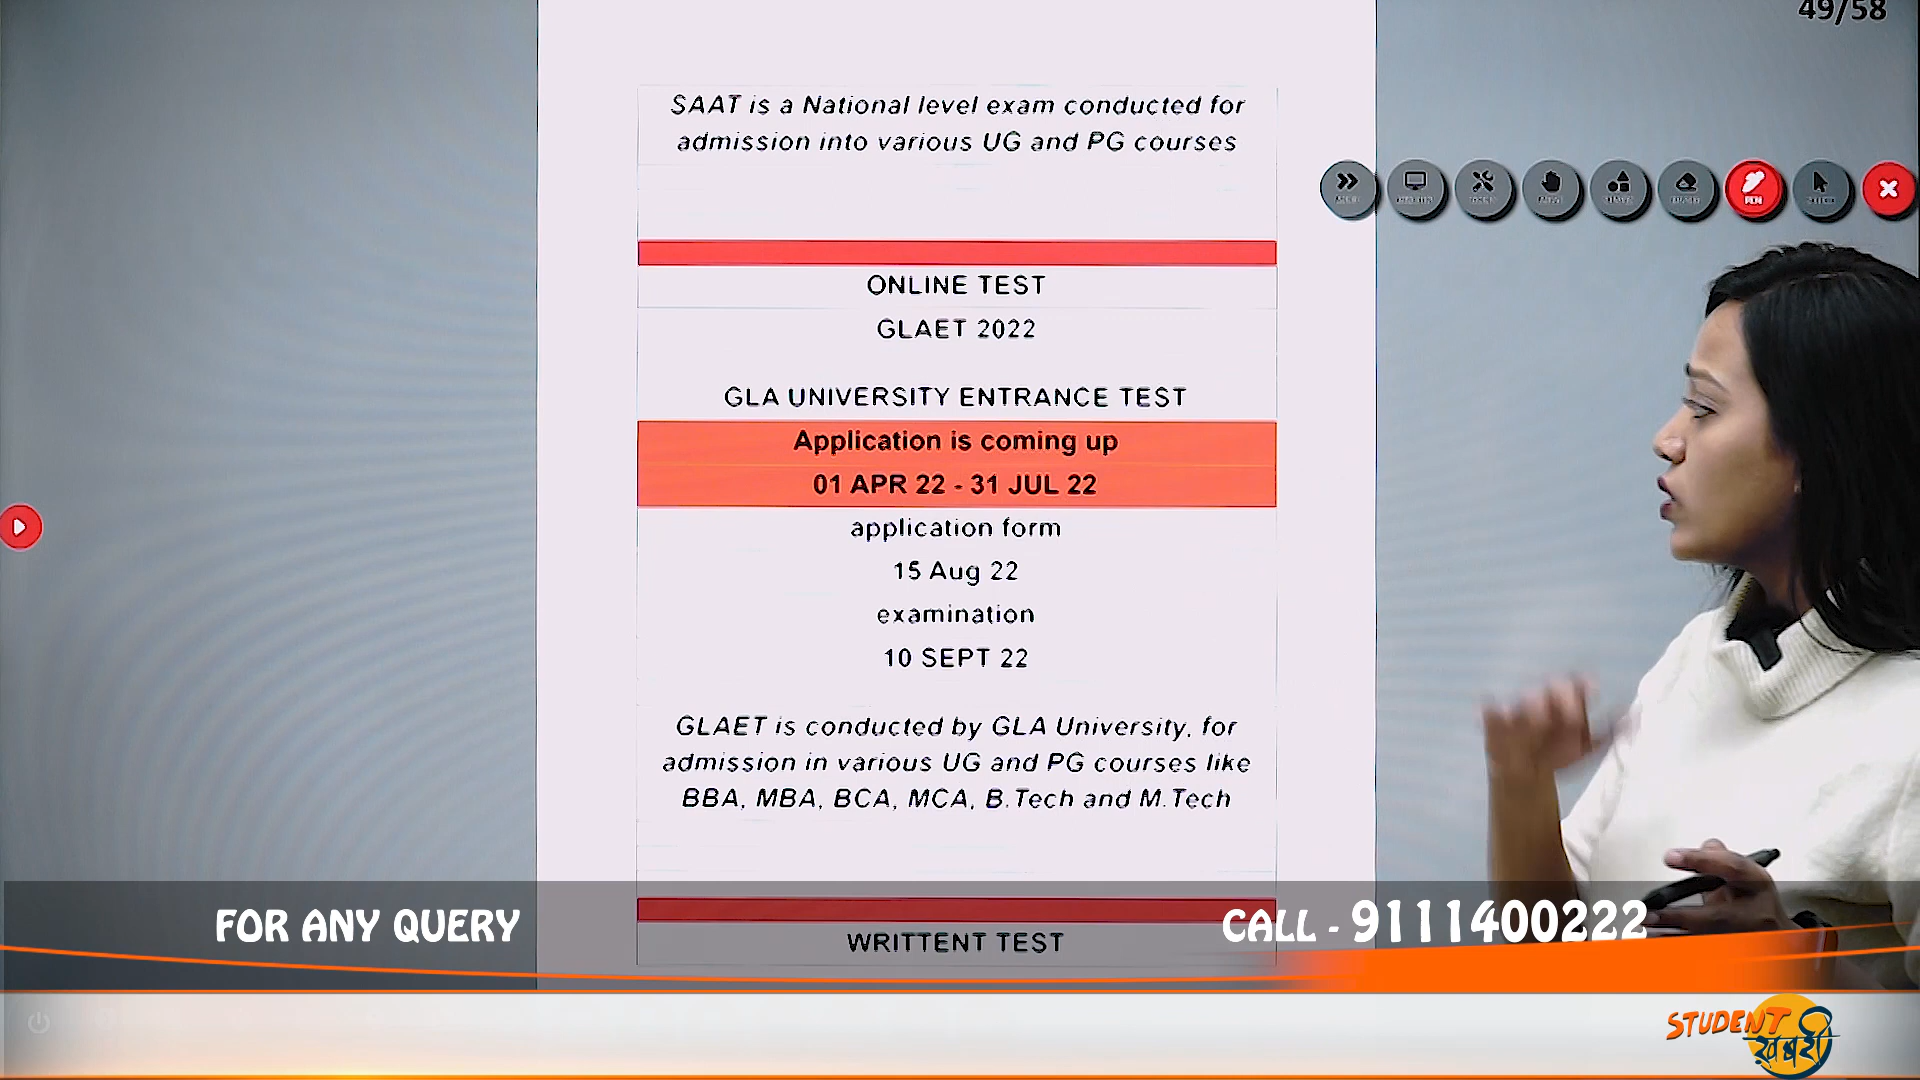 49/58
SAAT is a National level exam conducted for
admission into various UG and PG courses
ONLINE TEST
GLAET 2022
GLA UNIVERSITY ENTRANCE TEST
Application is coming up
01 APR 22 - 31 JUL 22
application form
15 Aug 22
examination
10 SEPT 22
GLAET is conducted by GLA University, for
admission in various UG and PG courses like
BBA, MBA, BCA, MCA, B.Tech and M.Tech
WRITTENT TEST
PEN
FOR ANY QUERY
CALL - 9111400222
STUDENT
ख़बरी